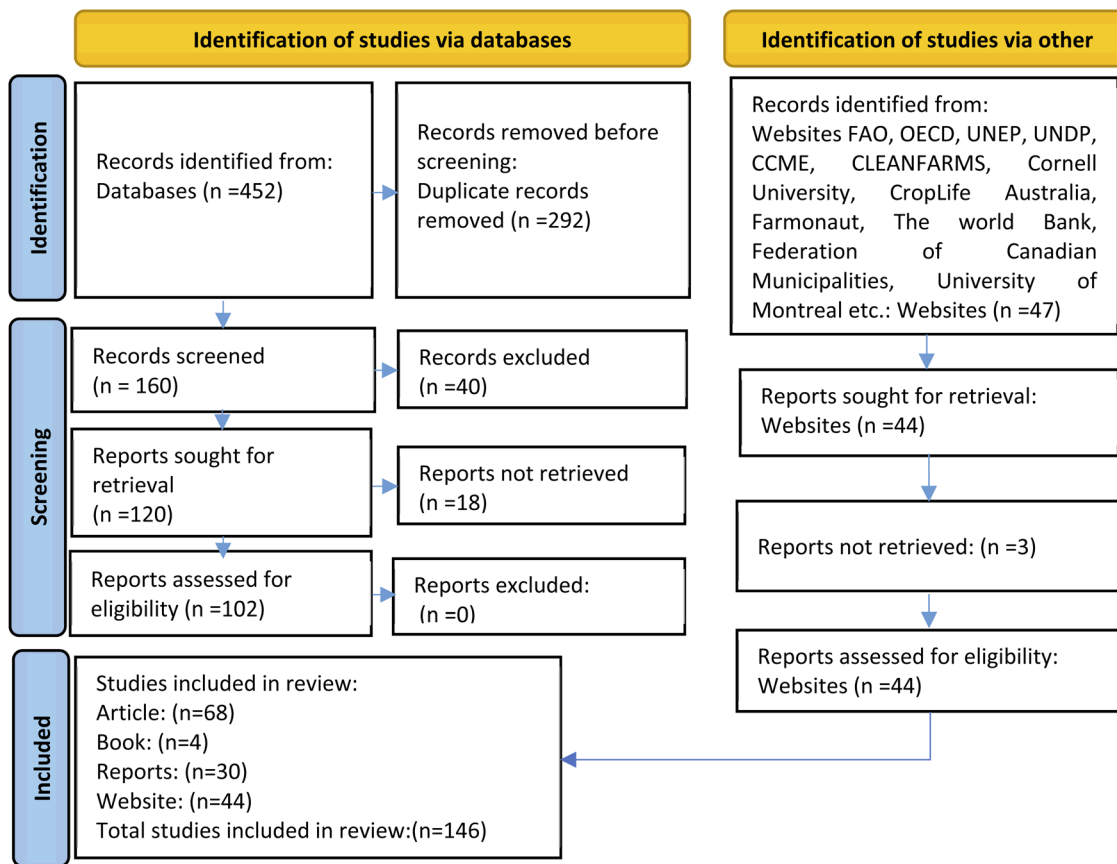 Identification of studies via databases
Identification of studies via other
Identification
Records identified from:
Databases (n =452)
Records removed before
screening:
Duplicate records
removed (n =292)
Records identified from:
Websites FAO, OECD, UNEP, UNDP,
CCME, CLEANFARMS, Cornell
University, CropLife Australia,
Farmonaut, The world Bank,
Federation of Canadian
Municipalities, University of
Montreal etc.: Websites (n =47)
Screening
Records screened
(n = 160)
Records excluded
(n =40)
Reports sought for retrieval:
Websites (n =44)
Reports sought for
retrieval
(n =120)
Reports not retrieved
(n =18)
Reports not retrieved: (n =3)
Reports assessed for
eligibility (n =102)
Reports excluded:
(n =0)
Reports assessed for eligibility:
Websites (n =44)
Included
Studies included in review:
Article: (n=68)
Book: (n=4)
Reports: (n=30)
Website: (n=44)
Total studies included in review:(n=146)